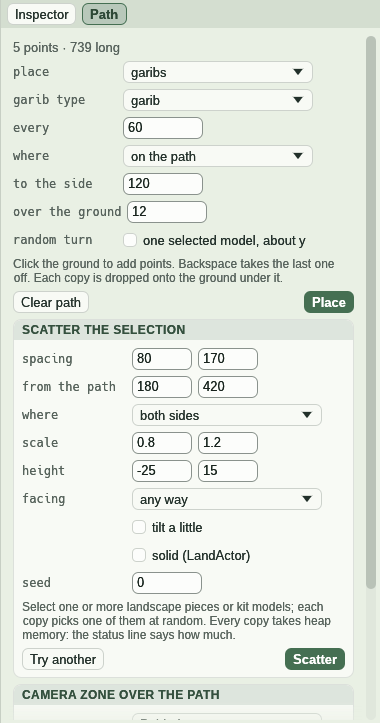 Inspector Path
5 points · 739 long
place garibs
garib type garib
every 60
where on the path
to the side 120
over the ground 12
random turn one selected model, about y
Click the ground to add points. Backspace takes the last one
off. Each copy is dropped onto the ground under it.
Clear path Place
SCATTER THE SELECTION
spacing 80 170
from the path 180 420
where both sides
scale 0.8 1.2
height -25 15
facing any way
tilt a little
solid (LandActor)
seed 0
Select one or more landscape pieces or kit models; each
copy picks one of them at random. Every copy takes heap
memory: the status line says how much.
Try another Scatter
CAMERA ZONE OVER THE PATH